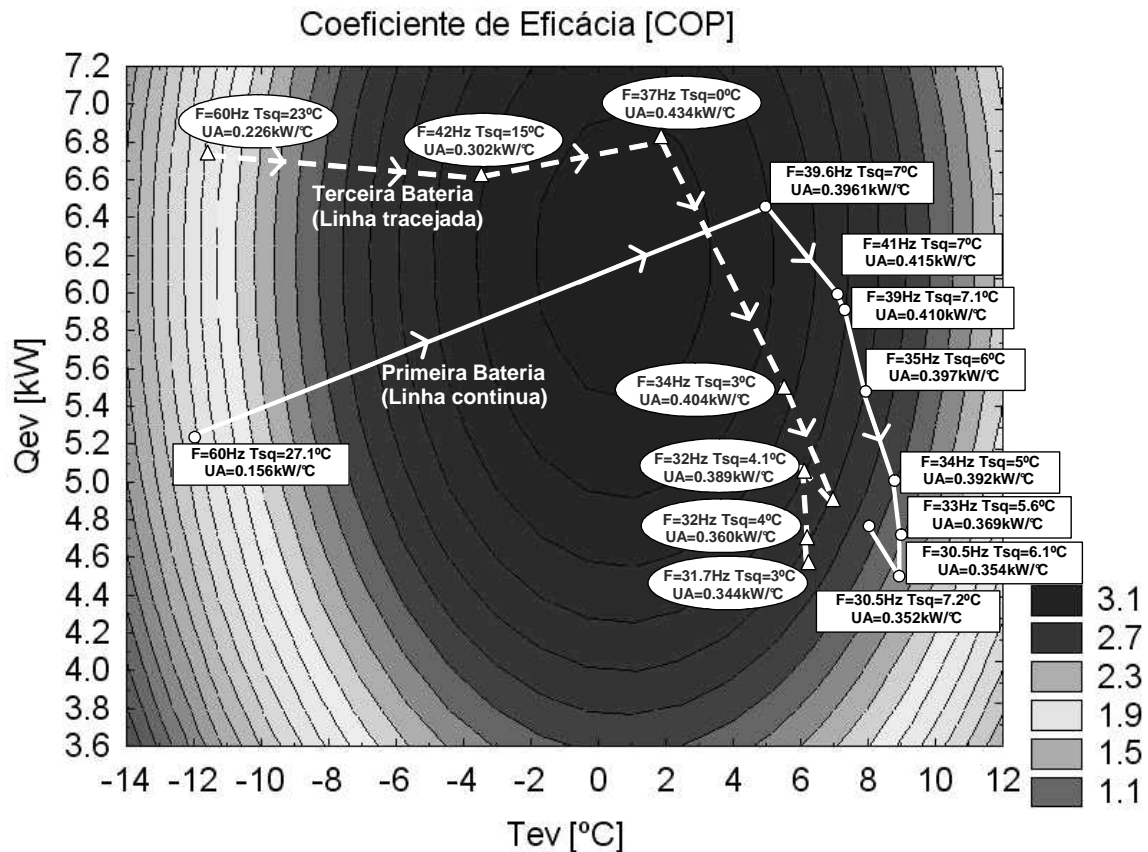 Coeficiente de Eficácia [COP]
7.2
7.0
6.8
6.6
6.4
6.2
6.0
5.8
5.6
5.4
5.2
5.0
4.8
4.6
4.4
4.2
4.0
3.8
3.6
Qev [kW]
F=60Hz Tsq=23ºC
UA=0.226kW/ºC
F=42Hz Tsq=15ºC
UA=0.302kW/ºC
F=37Hz Tsq=0ºC
UA=0.434kW/ºC
Terceira Bateria
(Linha tracejada)
F=39.6Hz Tsq=7ºC
UA=0.3961kW/ºC
F=41Hz Tsq=7ºC
UA=0.415kW/ºC
F=39Hz Tsq=7.1ºC
UA=0.410kW/ºC
F=35Hz Tsq=6ºC
UA=0.397kW/ºC
Primeira Bateria
(Linha continua)
F=34Hz Tsq=3ºC
UA=0.404kW/ºC
F=60Hz Tsq=27.1ºC
UA=0.156kW/ºC
F=32Hz Tsq=4.1ºC
UA=0.389kW/ºC
F=34Hz Tsq=5ºC
UA=0.392kW/ºC
F=33Hz Tsq=5.6ºC
UA=0.369kW/ºC
F=32Hz Tsq=4ºC
UA=0.360kW/ºC
F=30.5Hz Tsq=6.1ºC
UA=0.354kW/ºC
F=31.7Hz Tsq=3ºC
UA=0.344kW/ºC
F=30.5Hz Tsq=7.2ºC
UA=0.352kW/ºC
3.1
2.7
2.3
1.9
1.5
1.1
-14 -12 -10 -8 -6 -4 -2 0 2 4 6 8 10 12
Tev [ºC]